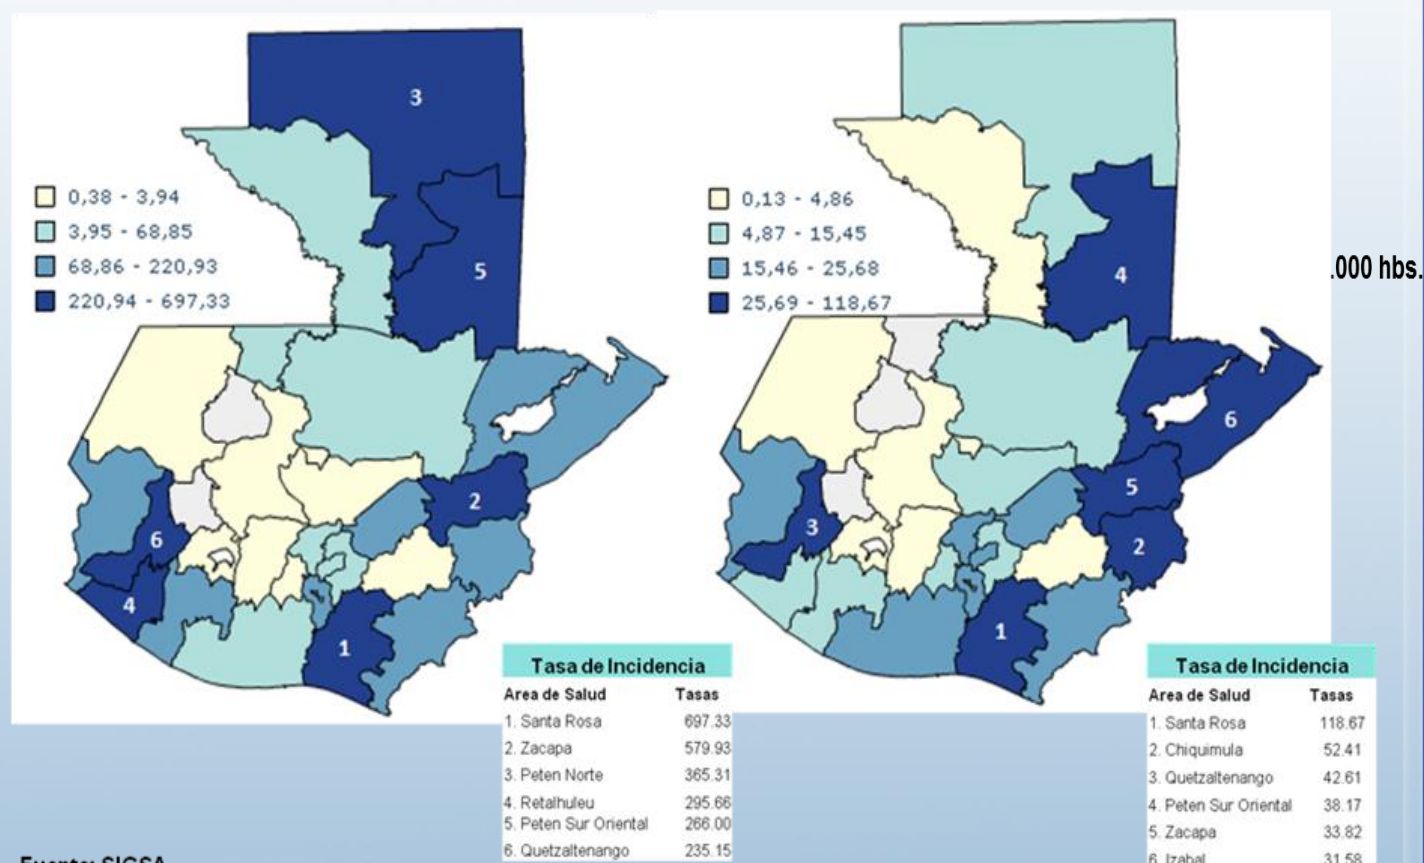 3
5
2
6
4
1
0,38 - 3,94
3,95 - 68,85
68,86 - 220,93
220,94 - 697,33
4
6
5
3
2
1
0,13 - 4,86
4,87 - 15,45
15,46 - 25,68
25,69 - 118,67
.000 hbs.
Tasa de Incidencia
Area de Salud Tasas
1. Santa Rosa 697.33
2. Zacapa 579.93
3. Peten Norte 365.31
4. Retalhuleu 295.66
5. Peten Sur Oriental 266.00
6. Quetzaltenango 235.15
Tasa de Incidencia
Area de Salud Tasas
1. Santa Rosa 118.67
2. Chiquimula 52.41
3. Quetzaltenango 42.61
4. Peten Sur Oriental 38.17
5. Zacapa 33.82
6. Izabal 31.58
Fuente: SIGSA